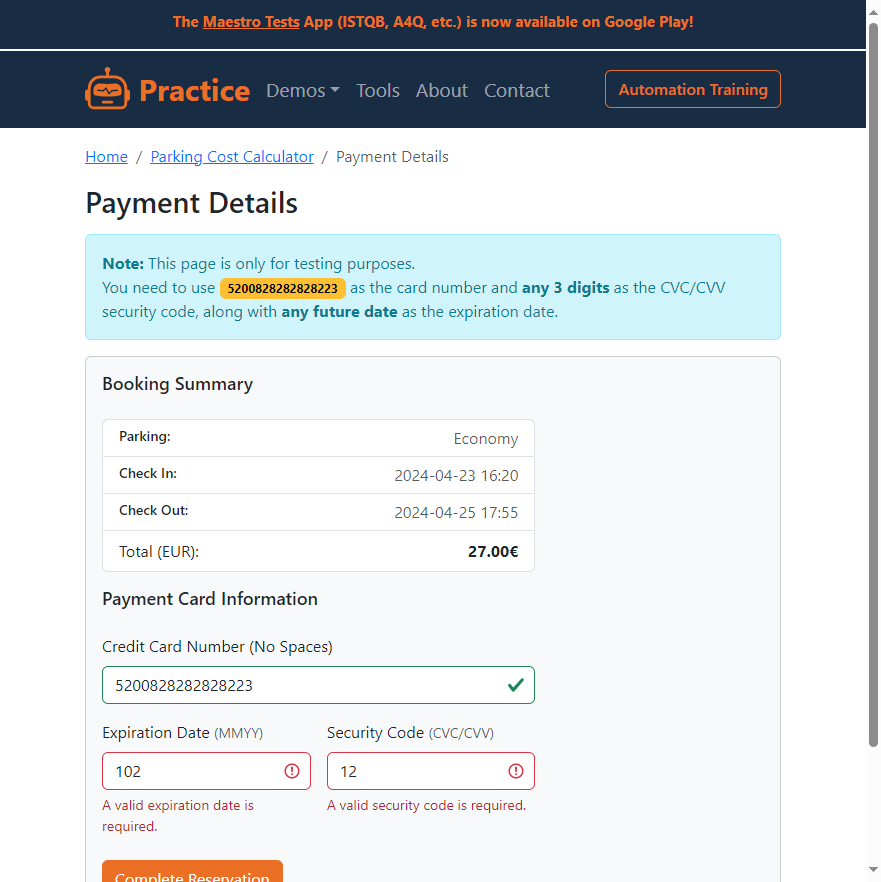 The Maestro Tests App (ISTQB, A4Q, etc.) is now available on Google Play!
Practice Demos Tools About Contact Automation Training
Home / Parking Cost Calculator / Payment Details
Payment Details
Note: This page is only for testing purposes.
You need to use 5200828282828223 as the card number and any 3 digits as the CVC/CVV
security code, along with any future date as the expiration date.
Booking Summary
Parking: Economy
Check In: 2024-04-23 16:20
Check Out: 2024-04-25 17:55
Total (EUR): 27.00€
Payment Card Information
Credit Card Number (No Spaces)
5200828282828223
Expiration Date (MMYY) Security Code (CVC/CVV)
102 12
A valid expiration date is A valid security code is required.
required.
Complete Reservation